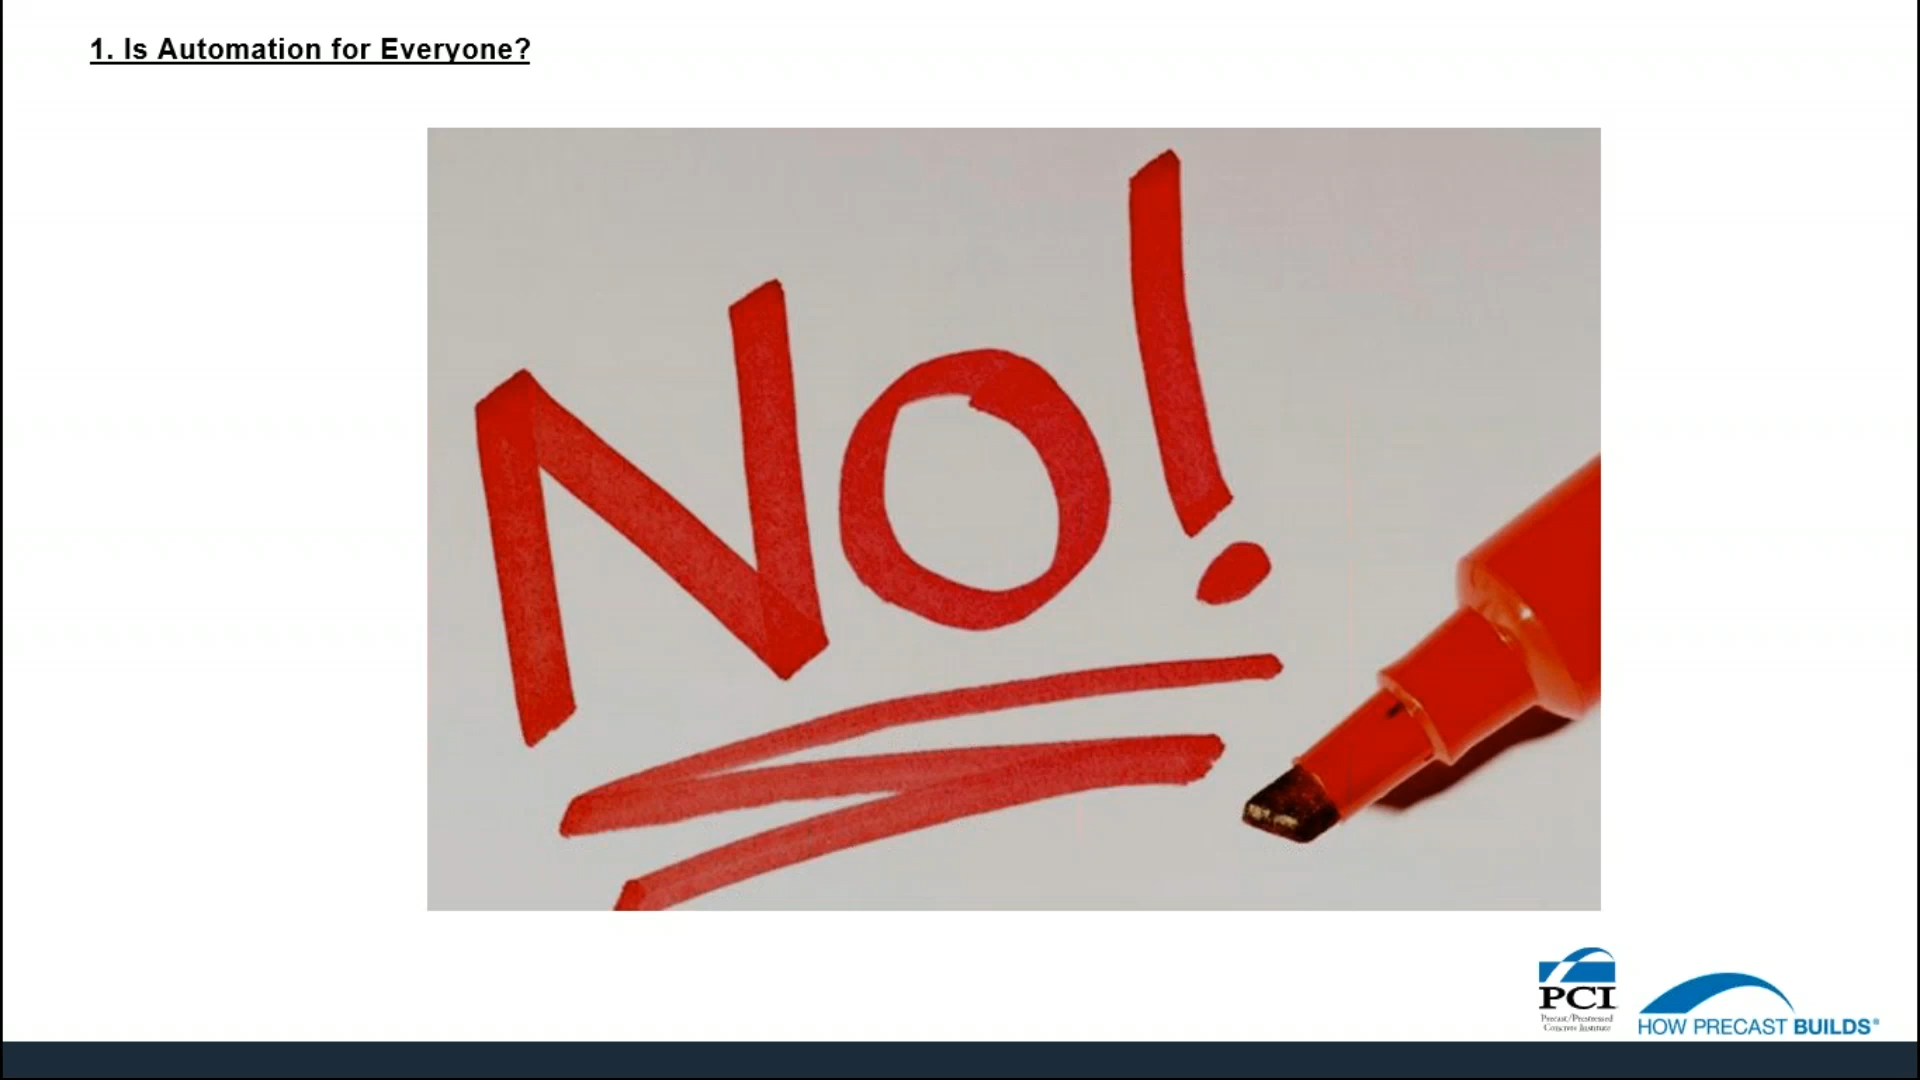 1. Is Automation for Everyone?
No!
PCI
Precast/Prestressed
Concrete Institute
HOW PRECAST BUILDS®